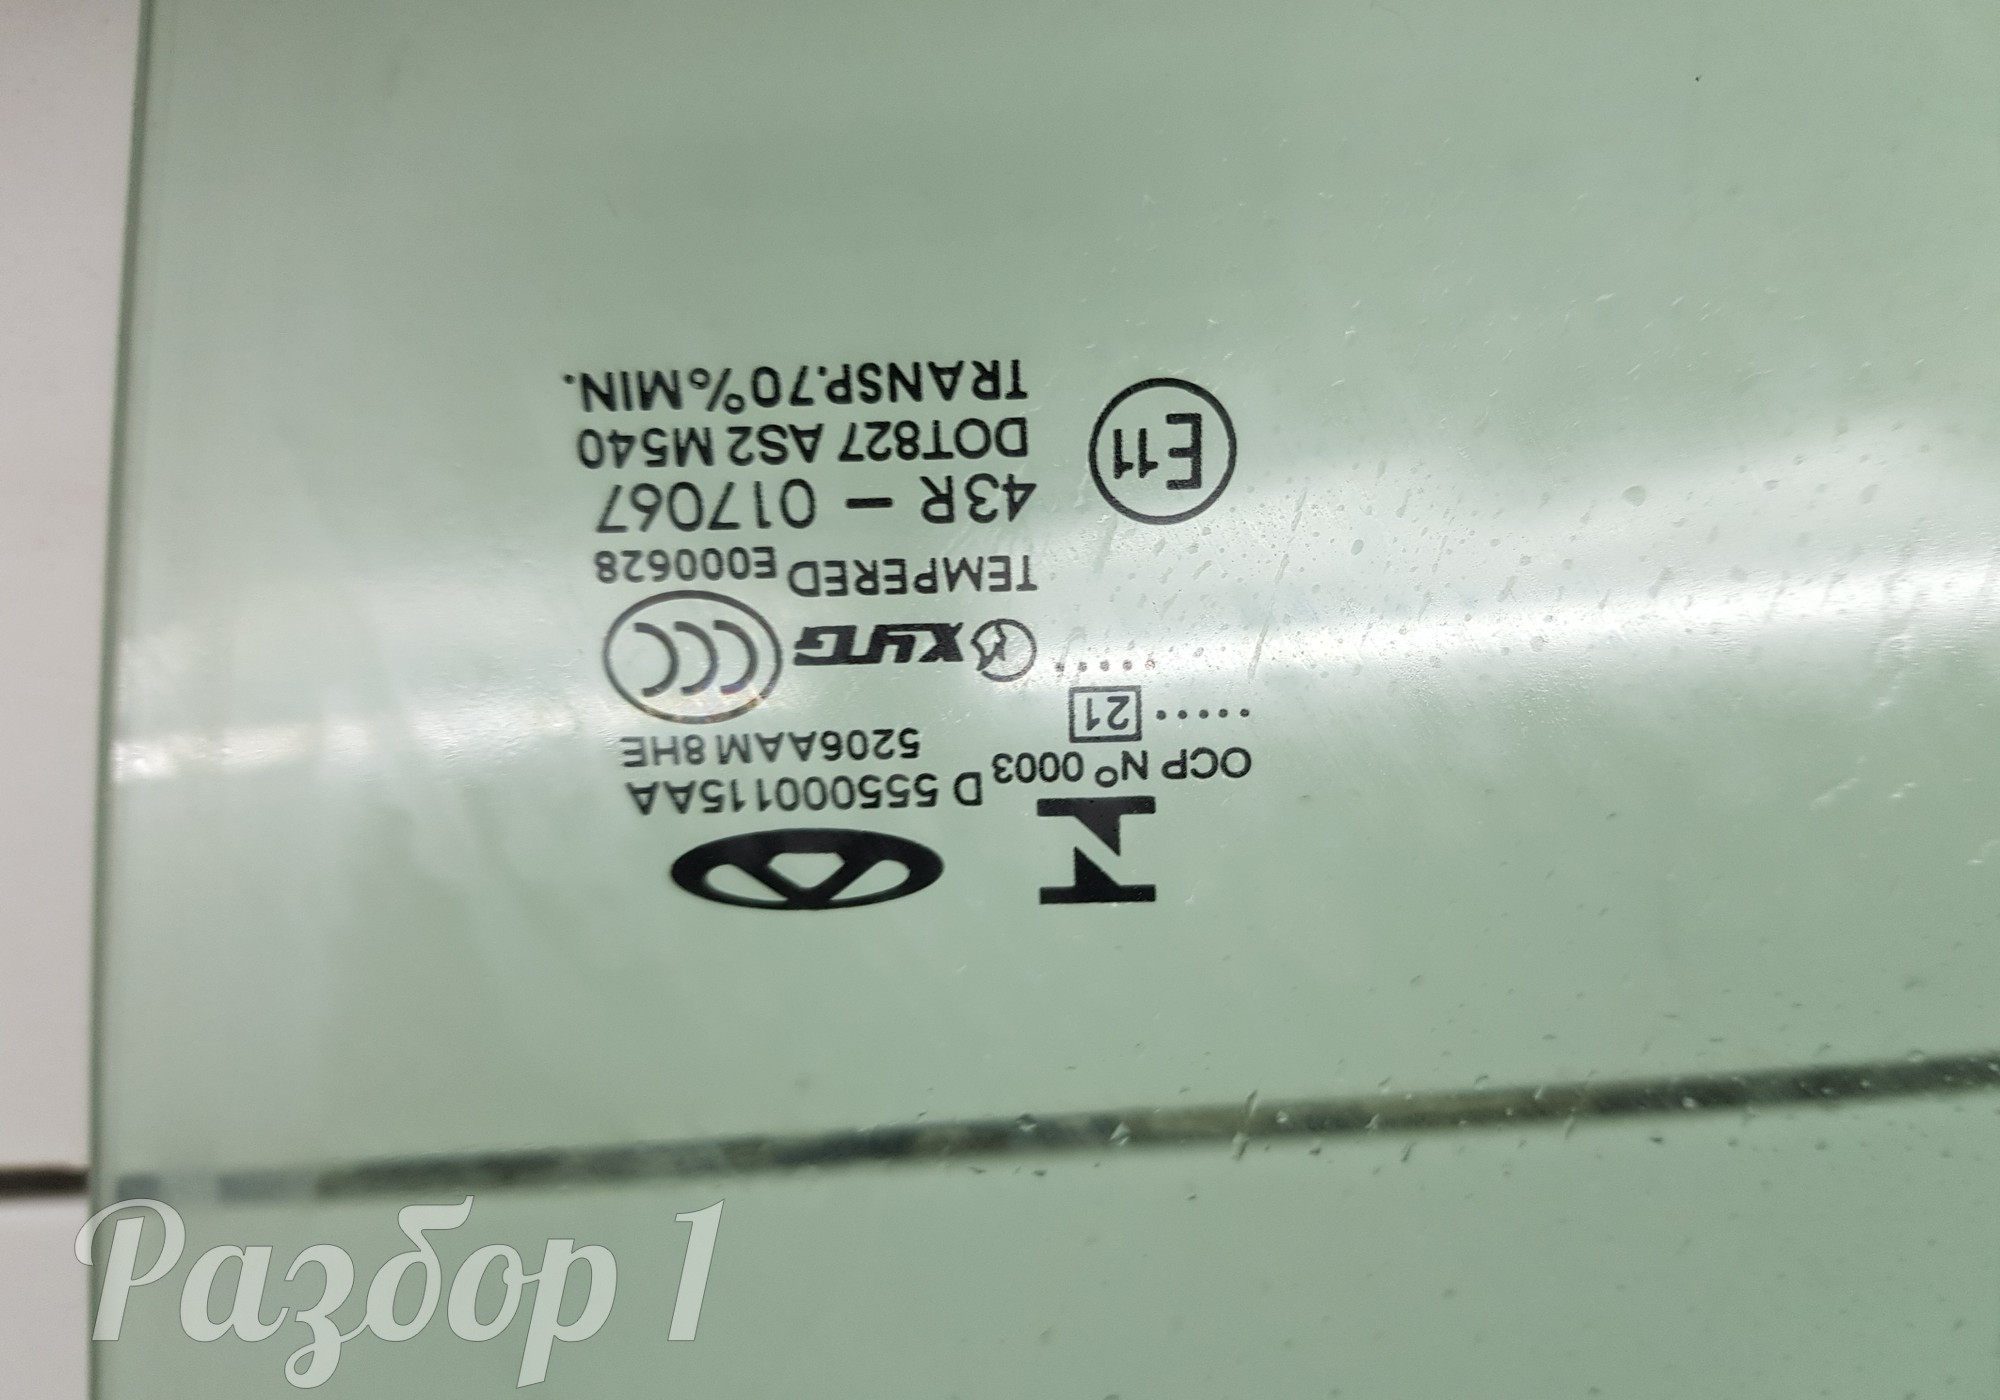 OCP N° 0003 D 555000115AA
5206AAM 8HE
..... 21
...... XYG CCC
TEMPERED E000628
43R – 017067
E11 DOT827 AS2 M540
TRANSP.70%MIN.
Разбор 1